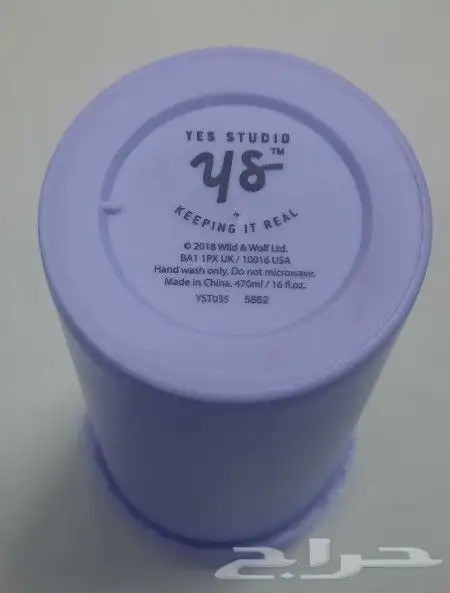 YES STUDIO
ys™
KEEPING IT REAL
© 2018 Wild & Wolf Ltd.
BA1 1PX UK / 10016 USA
Hand wash only. Do not microwave.
Made in China. 470ml / 16 fl.oz.
YST035 5882
حراج